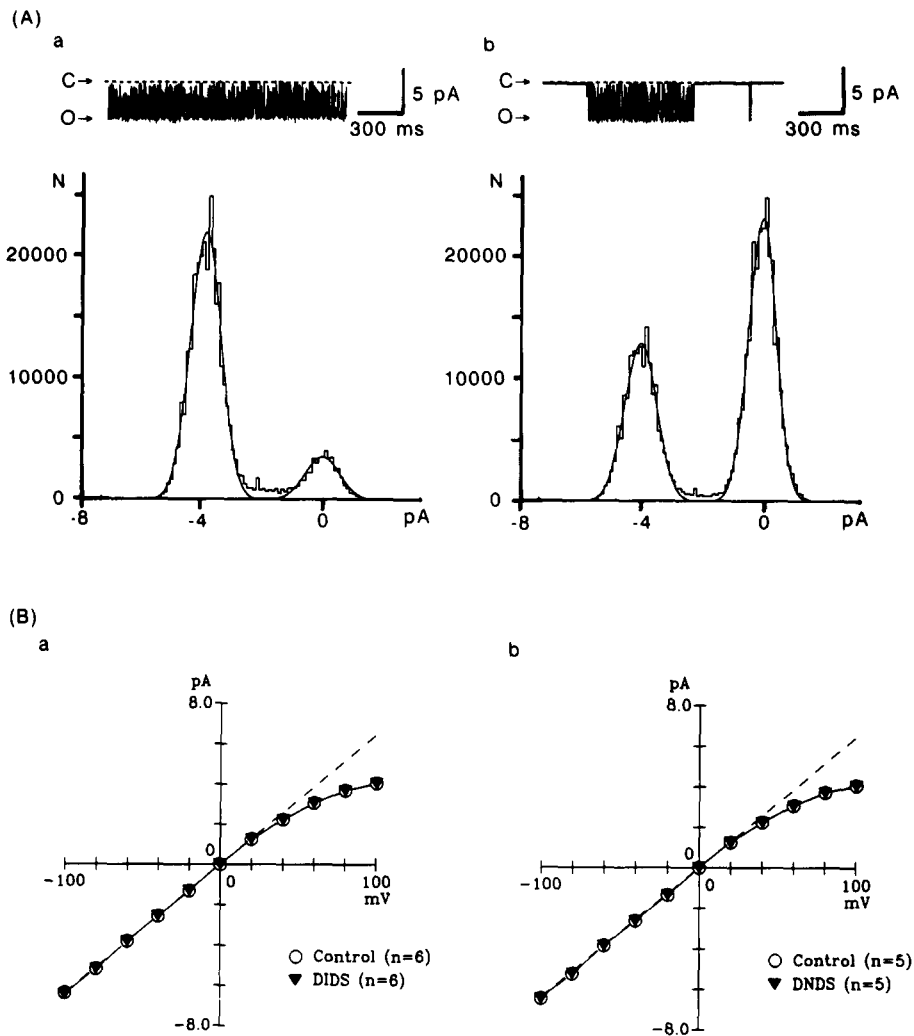 (A)
a
b
C→
O→
5 pA
300 ms
C→
O→
5 pA
300 ms
N
20000
10000
0
-8
-4
0
pA
N
20000
10000
0
-8
-4
0
pA
(B)
a
b
pA
8.0
0
-100
0
100
mV
-8.0
○ Control (n=6)
▼ DIDS (n=6)
pA
8.0
0
-100
0
100
mV
-8.0
○ Control (n=5)
▼ DNDS (n=5)